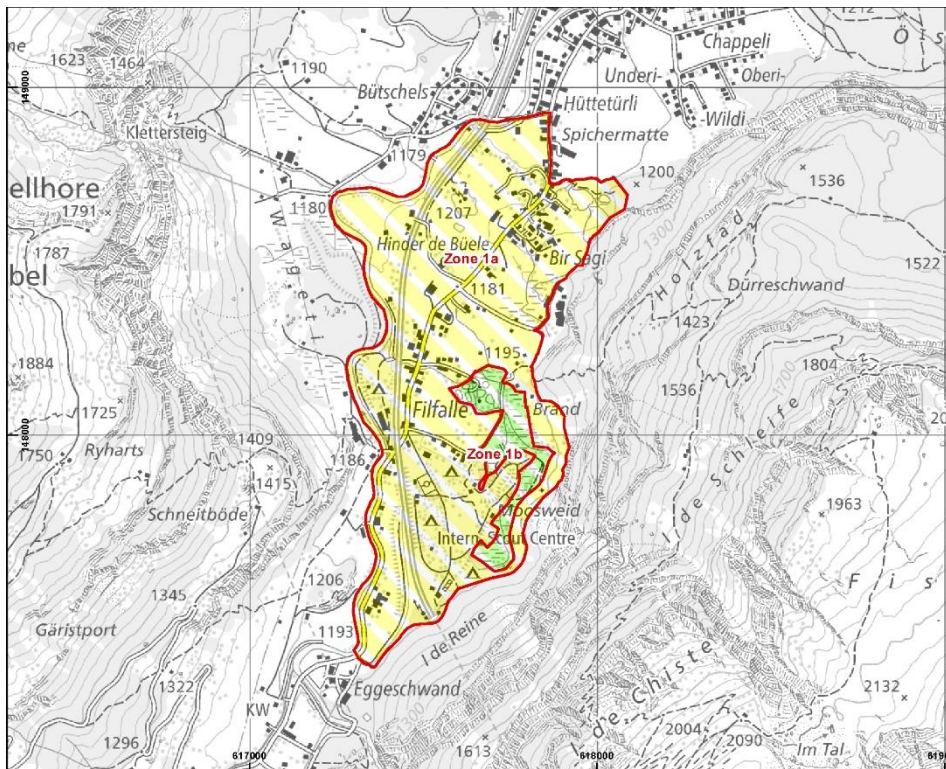 1212
Ö i s
1623
1464
Chappeli
1190
Underi-
Oberi-
149000
Bütschels
Hüttetürli
Wildi
Klettersteig
Spichermatte
1179
1200
1536
ellhore
1791
1180
1207
W a g e t i
Hinder de Büele
1787
Zone 1a
Bir Sagi
1300
H o l z p f a d
1522
bel
1181
Dürreschwand
1423
1195
1884
1804
1536
1725
Filfalle
Brand
148000
1750
Ryharts
1409
1186
Zone 1b
1415
I d e S c h l e i f e
1963
Schneitböde
Moosweid
Intern. Scout Centre
1206
F i s
1345
Gäristport
1193
I de Reine
Eggeschwand
1322
2132
KW
d e C h i s t e
2004
1296
2090
617000
1613
618000
Im Tal
619